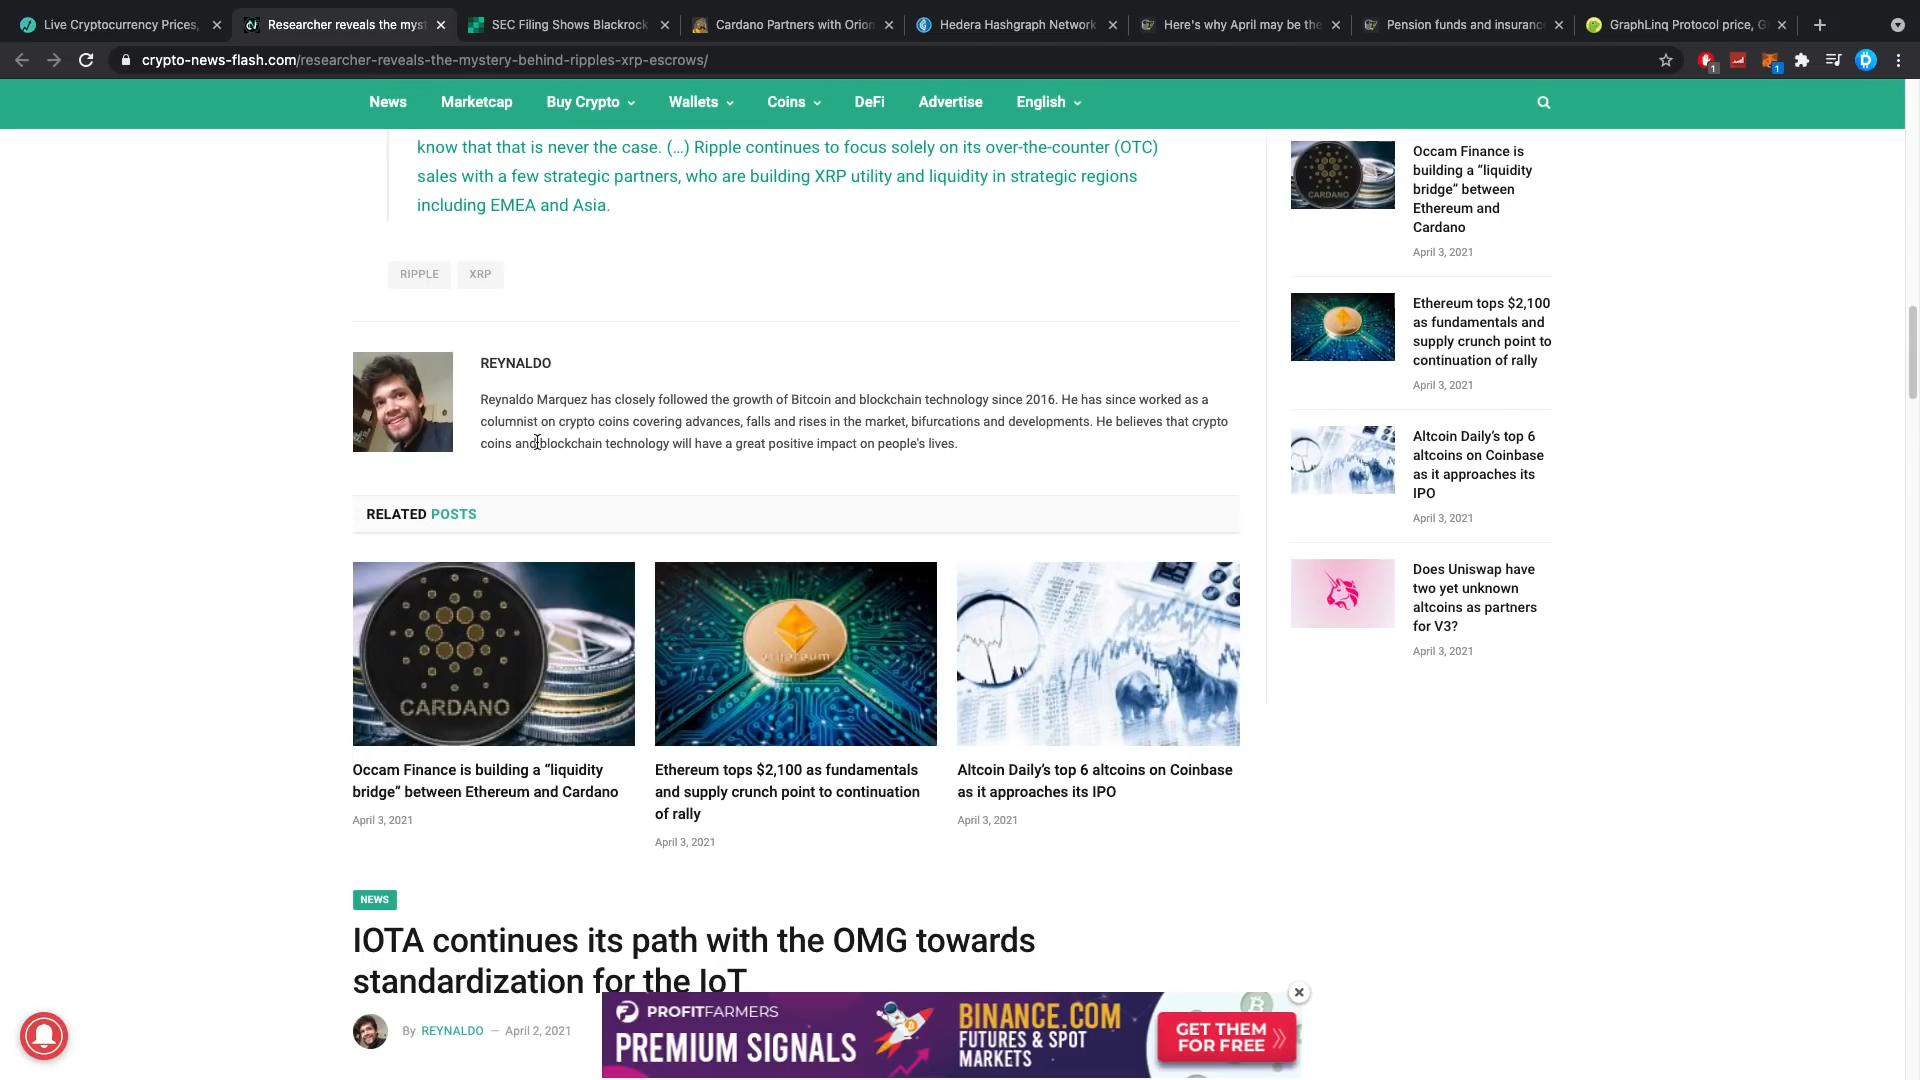 Live Cryptocurrency Prices,
Researcher reveals the myst
SEC Filing Shows Blackrock
Cardano Partners with Orion
Hedera Hashgraph Network
Here's why April may be the
Pension funds and insurance
GraphLinq Protocol price, G
crypto-news-flash.com/researcher-reveals-the-mystery-behind-ripples-xrp-escrows/
1
1
News
Marketcap
Buy Crypto
Wallets
Coins
DeFi
Advertise
English
know that that is never the case. (…) Ripple continues to focus solely on its over-the-counter (OTC)
sales with a few strategic partners, who are building XRP utility and liquidity in strategic regions
including EMEA and Asia.
RIPPLE
XRP
REYNALDO
Reynaldo Marquez has closely followed the growth of Bitcoin and blockchain technology since 2016. He has since worked as a
columnist on crypto coins covering advances, falls and rises in the market, bifurcations and developments. He believes that crypto
coins and blockchain technology will have a great positive impact on people's lives.
RELATED POSTS
CARDANO
ethereum
Occam Finance is building a “liquidity
bridge” between Ethereum and Cardano
April 3, 2021
Ethereum tops $2,100 as fundamentals
and supply crunch point to continuation
of rally
April 3, 2021
Altcoin Daily’s top 6 altcoins on Coinbase
as it approaches its IPO
April 3, 2021
NEWS
IOTA continues its path with the OMG towards
standardization for the IoT
By REYNALDO — April 2, 2021
CARDANO
Occam Finance is
building a “liquidity
bridge” between
Ethereum and
Cardano
April 3, 2021
Ethereum tops $2,100
as fundamentals and
supply crunch point to
continuation of rally
April 3, 2021
Altcoin Daily’s top 6
altcoins on Coinbase
as it approaches its
IPO
April 3, 2021
Does Uniswap have
two yet unknown
altcoins as partners
for V3?
April 3, 2021
PROFITFARMERS
PREMIUM SIGNALS
BINANCE.COM
FUTURES & SPOT
MARKETS
GET THEM
FOR FREE